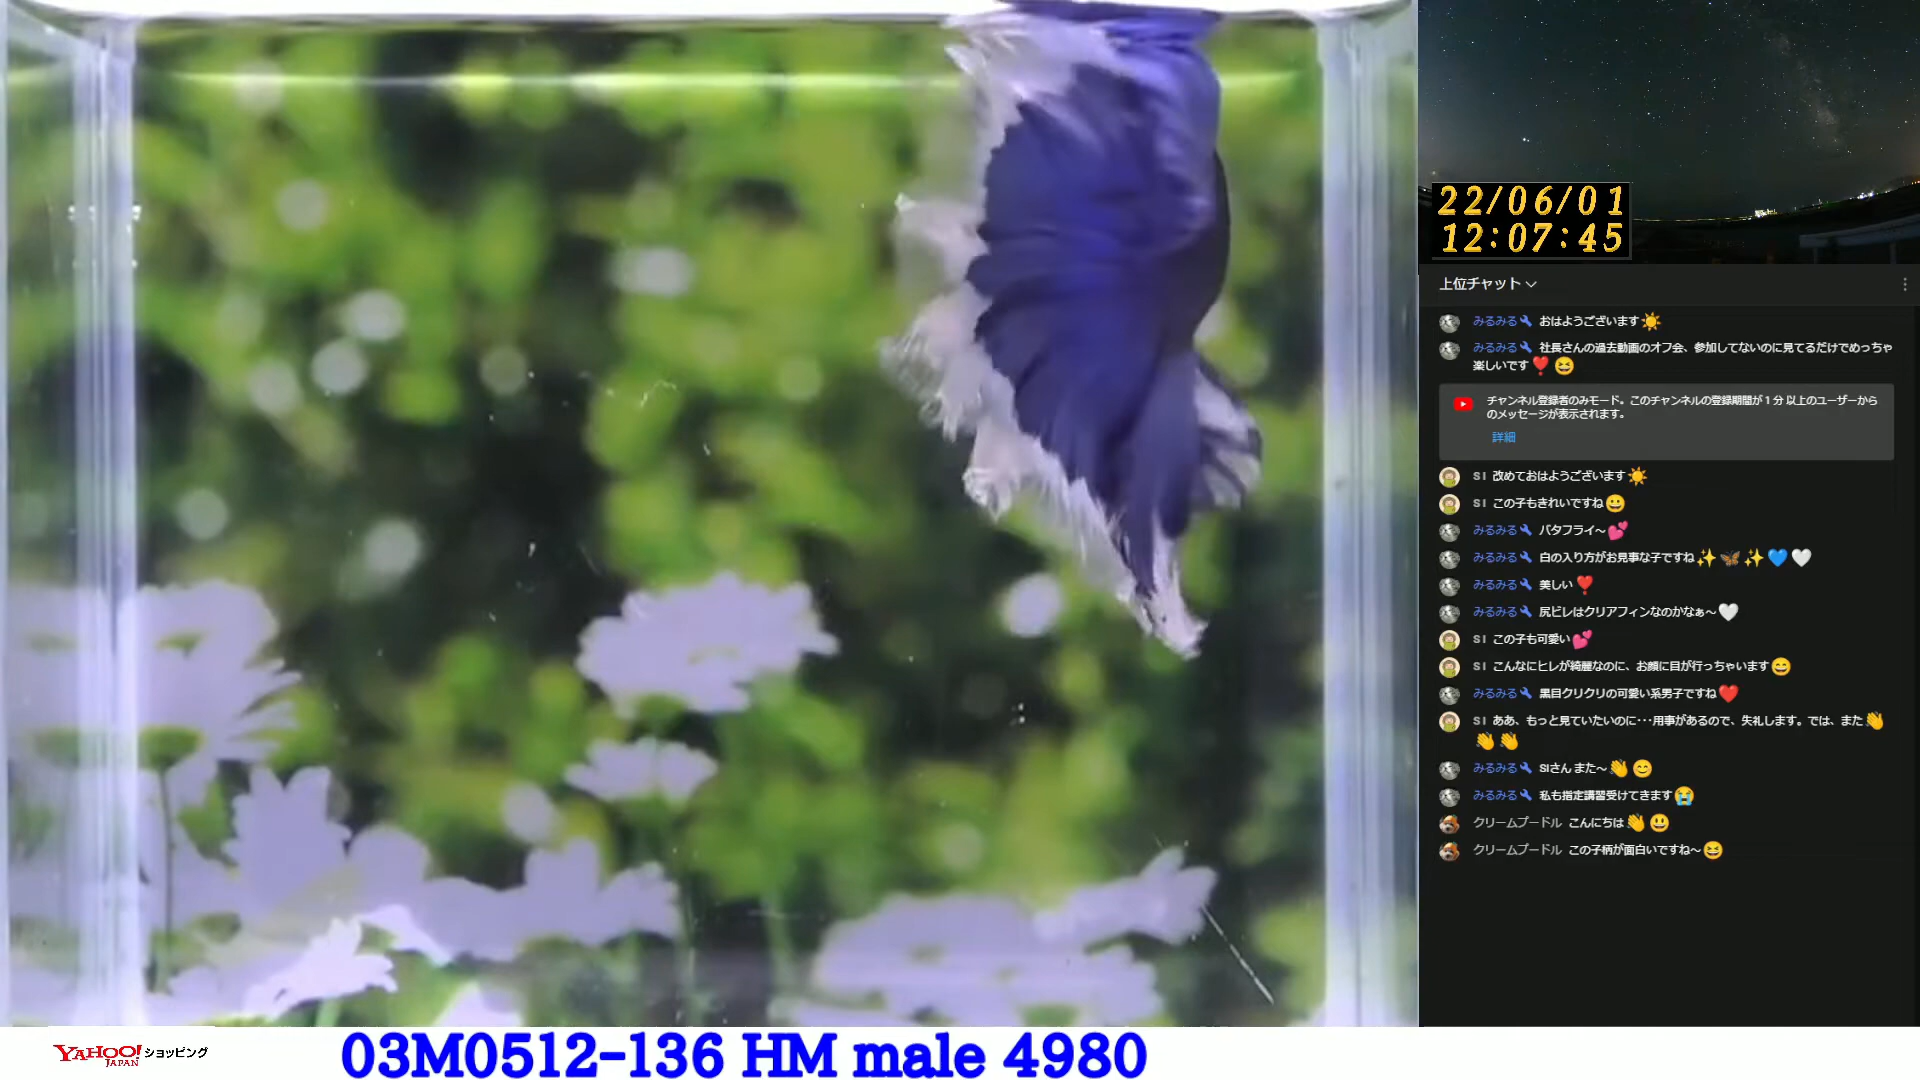 22/06/01
12:07:45
上位チャット
みるみる おはようございます☀
みるみる 社長さんの過去動画のオフ会、参加してないのに見てるだけでめっちゃ
楽しいです❣😆
チャンネル登録者のみモード。このチャンネルの登録期間が 1 分 以上のユーザーから
のメッセージが表示されます。
詳細
S I 改めておはようございます☀
S I この子もきれいですね😀
みるみる バタフライ〜💕
みるみる 白の入り方がお見事な子ですね✨🦋✨💙🤍
みるみる 美しい❣
みるみる 尻ビレはクリアフィンなのかなぁ〜🤍
S I この子も可愛い💕
S I こんなにヒレが綺麗なのに、お顔に目が行っちゃいます😄
みるみる 黒目クリクリの可愛い系男子ですね❤
S I ああ、もっと見ていたいのに･･･用事があるので、失礼します。では、また👋
👋👋
みるみる SIさん また〜👋😊
みるみる 私も指定講習受けてきます😭
クリームプードル こんにちは👋😃
クリームプードル この子柄が面白いですね〜😆
YAHOO! JAPAN ショッピング
03M0512-136 HM male 4980